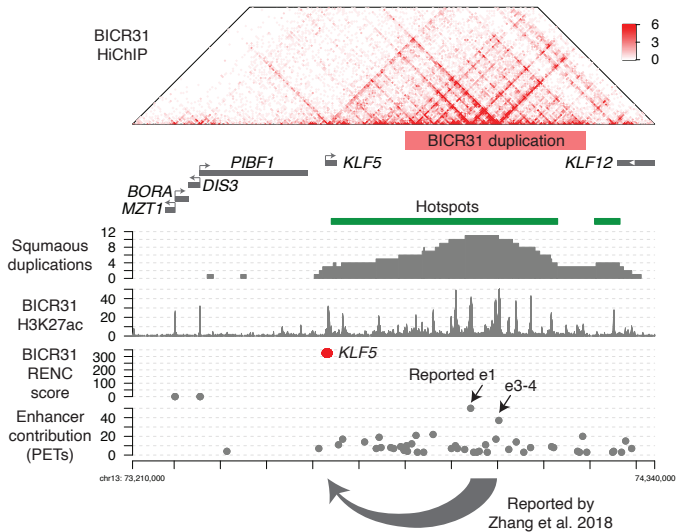 BICR31
HiChIP
6
3
0
BICR31 duplication
PIBF1
KLF5
KLF12
DIS3
BORA
MZT1
Hotspots
Squmaous
duplications
12
8
4
0
BICR31
H3K27ac
40
20
0
BICR31
RENC
score
300
200
100
0
KLF5
Reported e1
e3-4
Enhancer
contribution
(PETs)
40
20
0
chr13: 73,210,000
74,340,000
Reported by
Zhang et al. 2018